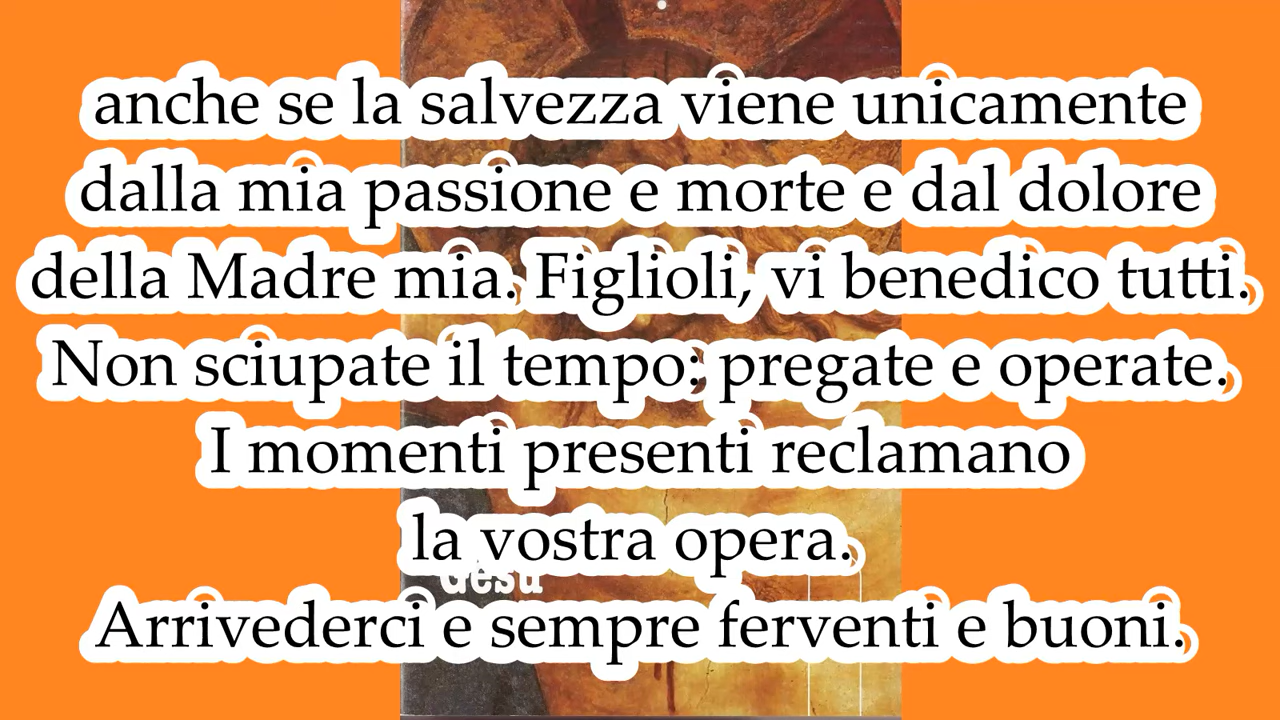 anche se la salvezza viene unicamente
dalla mia passione e morte e dal dolore
della Madre mia. Figlioli, vi benedico tutti.
Non sciupate il tempo: pregate e operate.
I momenti presenti reclamano
la vostra opera.
Gesù
Arrivederci e sempre ferventi e buoni.